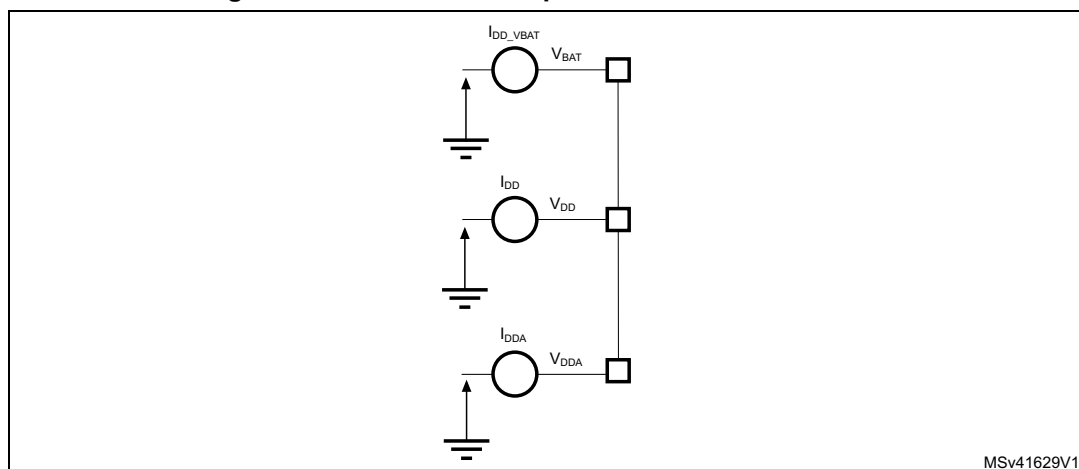 I_DD_VBAT
V_BAT
I_DD
V_DD
I_DDA
V_DDA
MSv41629V1